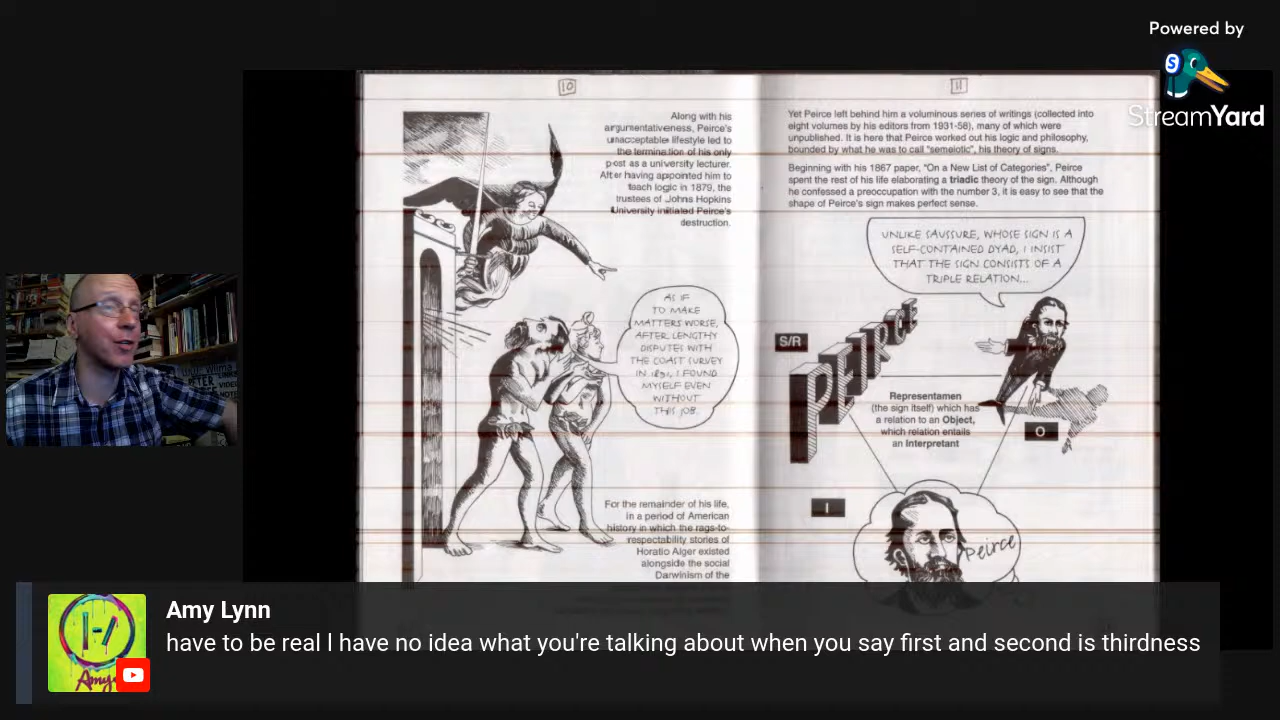 Powered by
S
StreamYard
10
Along with his
argumentativeness, Peirce's
unacceptable lifestyle led to
the termination of his only
post as a university lecturer.
After having appointed him to
teach logic in 1879, the
trustees of Johns Hopkins
University initiated Peirce's
destruction.
AS IF
TO MAKE
MATTERS WORSE,
AFTER LENGTHY
DISPUTES WITH
THE COAST SURVEY
IN 1891, I FOUND
MYSELF EVEN
WITHOUT
THIS JOB.
For the remainder of his life,
in a period of American
history in which the rags-to-
respectability stories of
Horatio Alger existed
alongside the social
Darwinism of the
11
Yet Peirce left behind him a voluminous series of writings (collected into
eight volumes by his editors from 1931-58), many of which were
unpublished. It is here that Peirce worked out his logic and philosophy,
bounded by what he was to call "semeiotic", his theory of signs.
Beginning with his 1867 paper, "On a New List of Categories", Peirce
spent the rest of his life elaborating a triadic theory of the sign. Although
he confessed a preoccupation with the number 3, it is easy to see that the
shape of Peirce's sign makes perfect sense.
UNLIKE SAUSSURE, WHOSE SIGN IS A
SELF-CONTAINED DYAD, I INSIST
THAT THE SIGN CONSISTS OF A
TRIPLE RELATION...
S/R
PEIRCE
Representamen
(the sign itself) which has
a relation to an Object,
which relation entails
an Interpretant
O
I
Peirce
Amy Lynn
have to be real I have no idea what you're talking about when you say first and second is thirdness